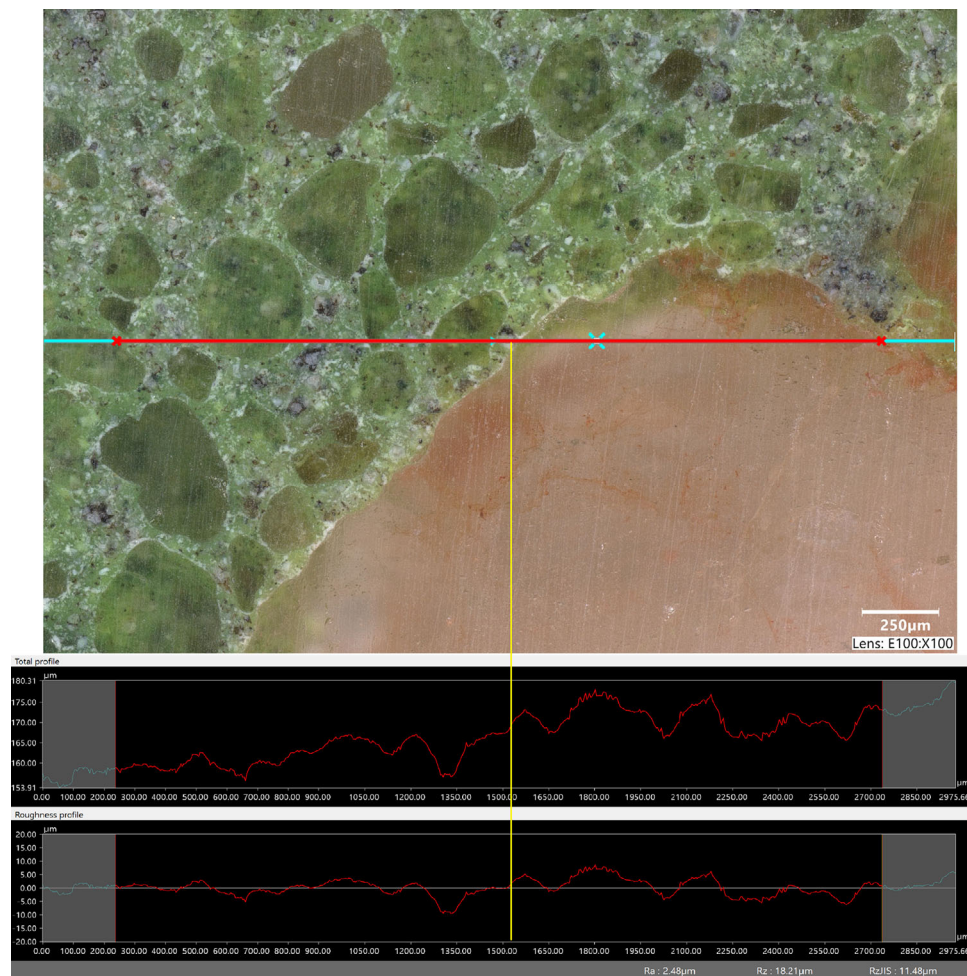 250μm
Lens: E100:X100
Total profile
μm
180.31
175.00
170.00
165.00
160.00
153.91
0.00 100.00 200.00 300.00 400.00 500.00 600.00 700.00 800.00 900.00 1050.00 1200.00 1350.00 1500.00 1650.00 1800.00 1950.00 2100.00 2250.00 2400.00 2550.00 2700.00 2850.00 2975.66
μm
Roughness profile
μm
20.00
15.00
10.00
5.00
0.00
-5.00
-10.00
-15.00
-20.00
0.00 100.00 200.00 300.00 400.00 500.00 600.00 700.00 800.00 900.00 1050.00 1200.00 1350.00 1500.00 1650.00 1800.00 1950.00 2100.00 2250.00 2400.00 2550.00 2700.00 2850.00 2975.66
μm
Ra : 2.48μm Rz : 18.21μm RzJIS : 11.48μm